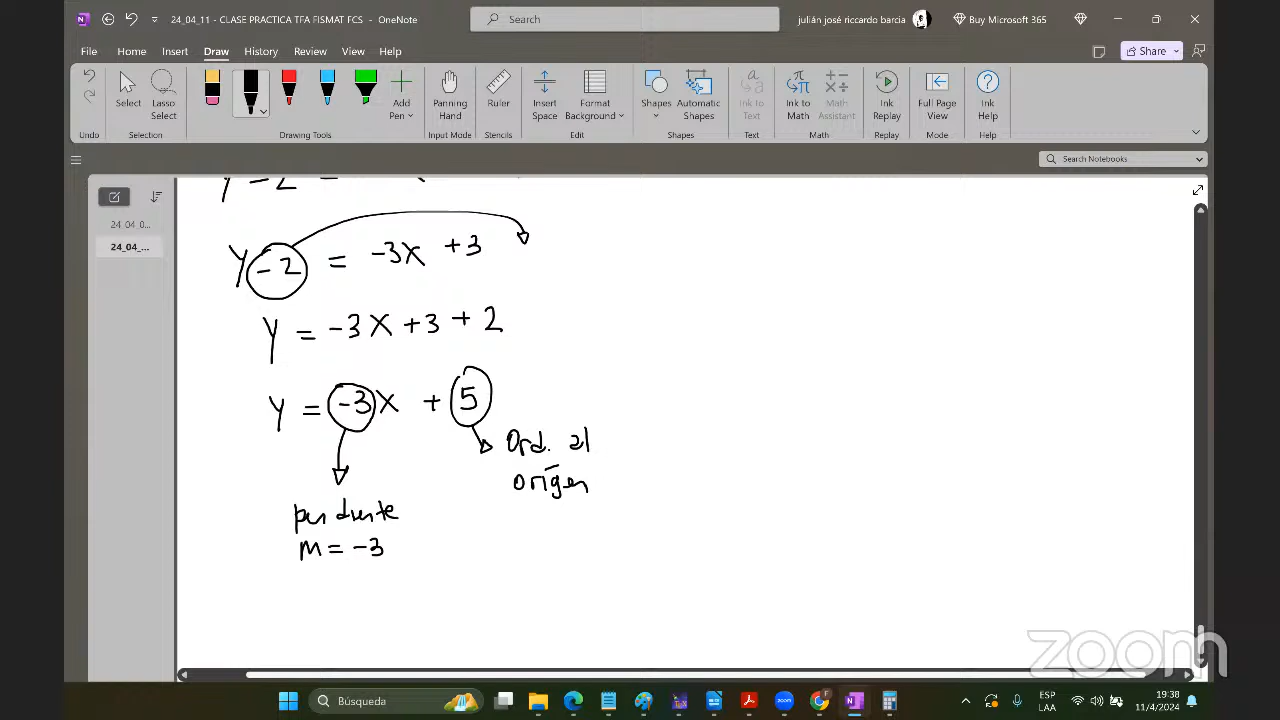 24_04_11 - CLASE PRACTICA TFA FISMAT FCS - OneNote
Search
julián josé riccardo barcia
Buy Microsoft 365
File Home Insert Draw History Review View Help
Share
Select
Lasso Select
Add Pen
Panning Hand
Ruler
Insert Space
Format Background
Shapes
Automatic Shapes
Ink to Text
Ink to Math
Math Assistant
Ink Replay
Full Page View
Ink Help
Undo Selection Drawing Tools Input Mode Stencils Edit Shapes Math Replay Mode Help
Search Notebooks
24_04_0...
24_04_...
y - 2 =
y - 2 = -3x + 3
y = -3x + 3 + 2
y = -3x + 5
Ord. al
origen
pendiente
m = -3
zoom
Búsqueda
ESP
LAA
19:38
11/4/2024